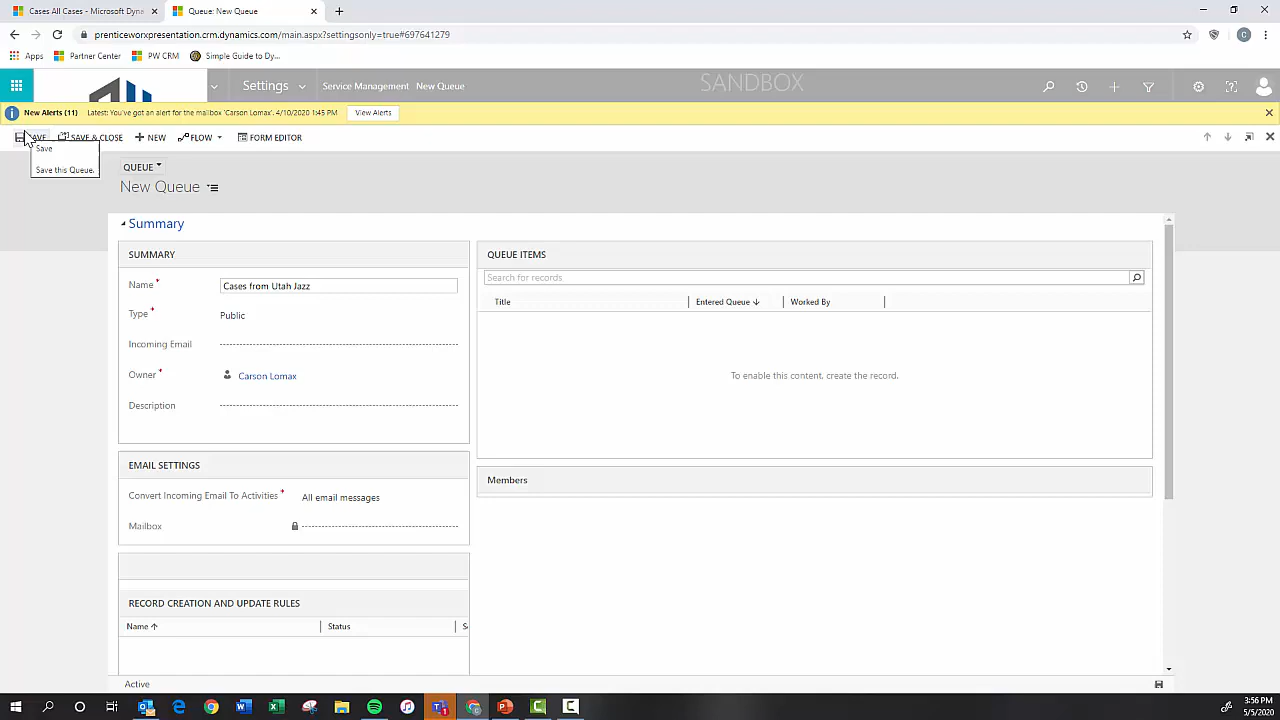 Cases All Cases - Microsoft Dyna
Queue: New Queue
prenticeworxpresentation.crm.dynamics.com/main.aspx?settingsonly=true#697641279
Apps
Partner Center
PW CRM
Simple Guide to Dy...
C
Settings
Service Management
New Queue
SANDBOX
New Alerts (11)
Latest: You've got an alert for the mailbox 'Carson Lomax'. 4/10/2020 1:45 PM
View Alerts
SAVE & CLOSE
NEW
FLOW
FORM EDITOR
Save
Save this Queue.
QUEUE
New Queue
Summary
SUMMARY
Name *
Cases from Utah Jazz
Type *
Public
Incoming Email
Owner *
Carson Lomax
Description
EMAIL SETTINGS
Convert Incoming Email To Activities *
All email messages
Mailbox
RECORD CREATION AND UPDATE RULES
Name
Status
QUEUE ITEMS
Search for records
Title
Entered Queue
Worked By
To enable this content, create the record.
Members
Active
3:56 PM
5/5/2020